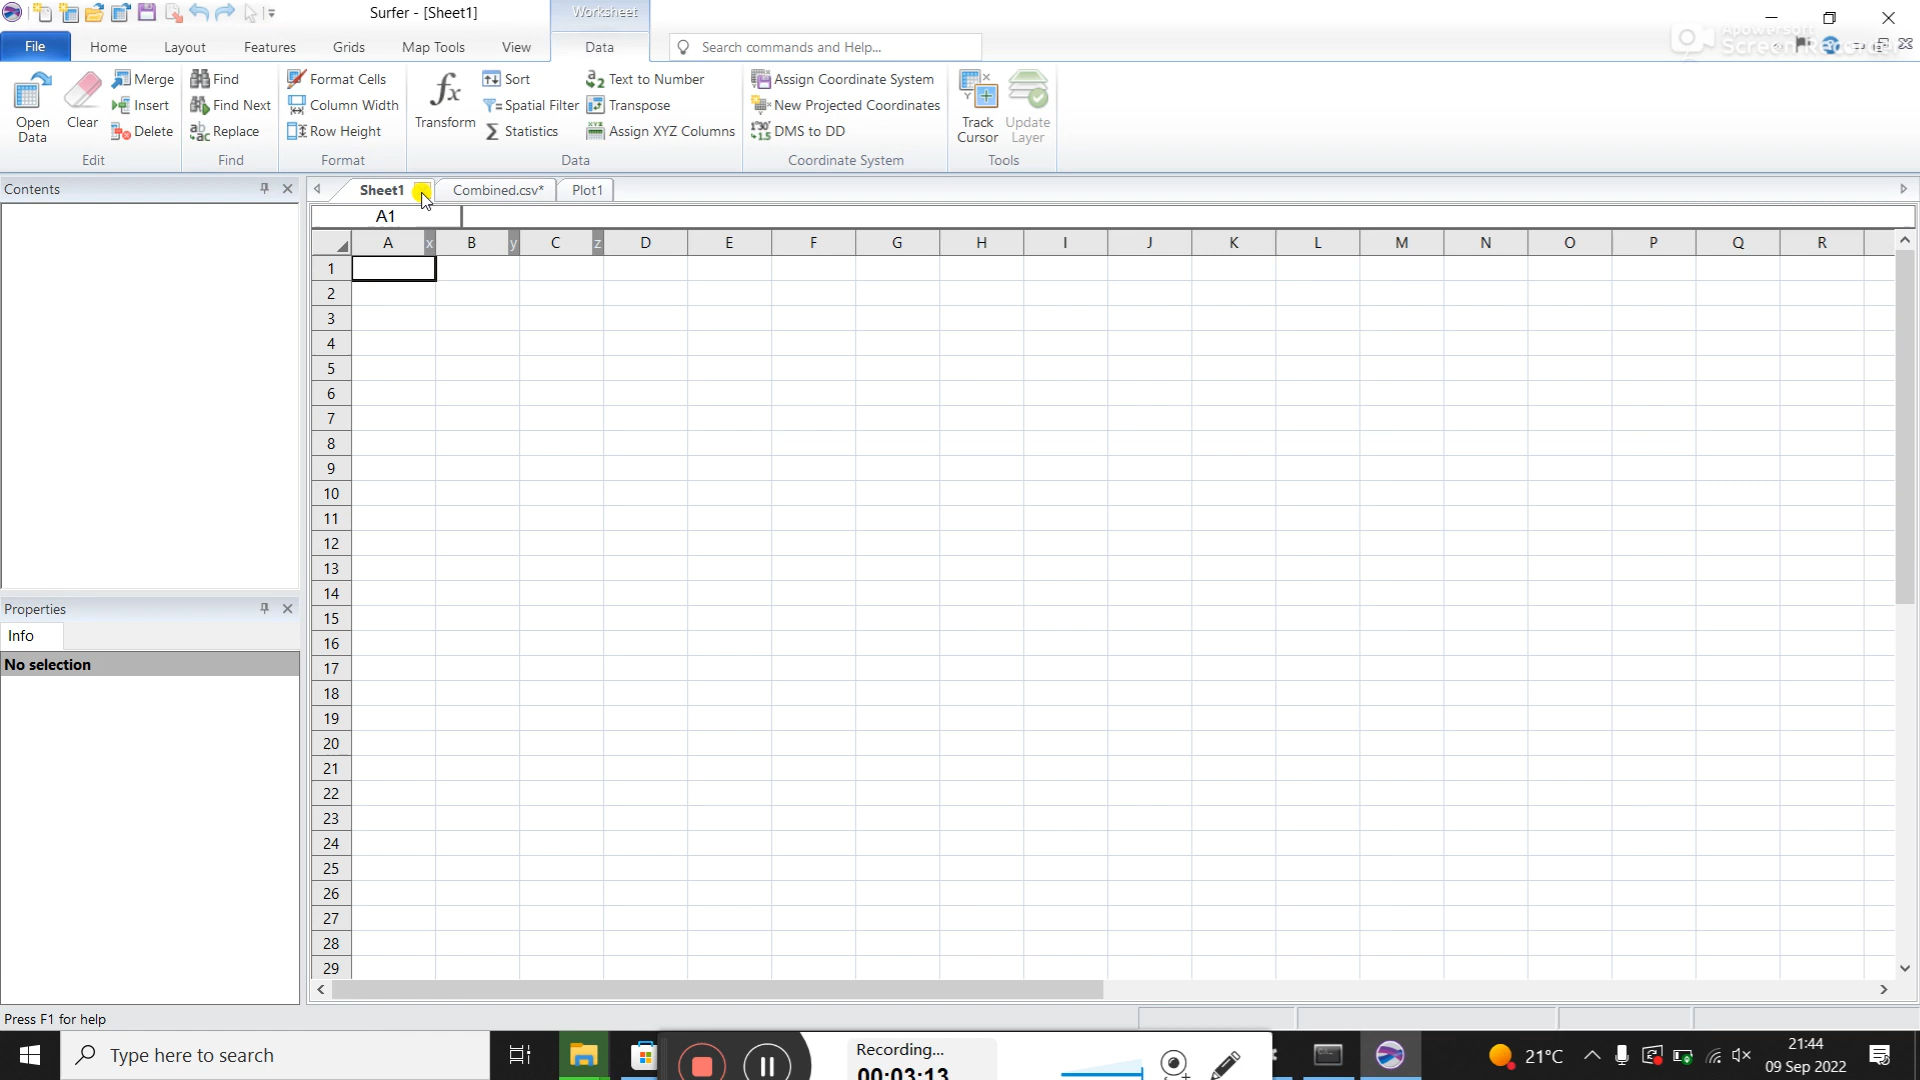 Surfer - [Sheet1]
Worksheet
File
Home
Layout
Features
Grids
Map Tools
View
Data
Search commands and Help...
Apowersoft
Screen Recorder
Open
Data
Clear
Merge
Insert
Delete
Edit
Find
Find Next
Replace
Find
Format Cells
Column Width
Row Height
Format
Transform
Sort
Spatial Filter
Statistics
Text to Number
Transpose
Assign XYZ Columns
Data
Assign Coordinate System
New Projected Coordinates
DMS to DD
Coordinate System
Track
Cursor
Update
Layer
Tools
Contents
Sheet1
Combined.csv*
Plot1
A1
A x B y C z D E F G H I J K L M N O P Q R
1
2
3
4
5
6
7
8
9
10
11
12
13
14
15
16
17
18
19
20
21
22
23
24
25
26
27
28
29
Properties
Info
No selection
Press F1 for help
Type here to search
Recording...
00:03:13
21°C
21:44
09 Sep 2022